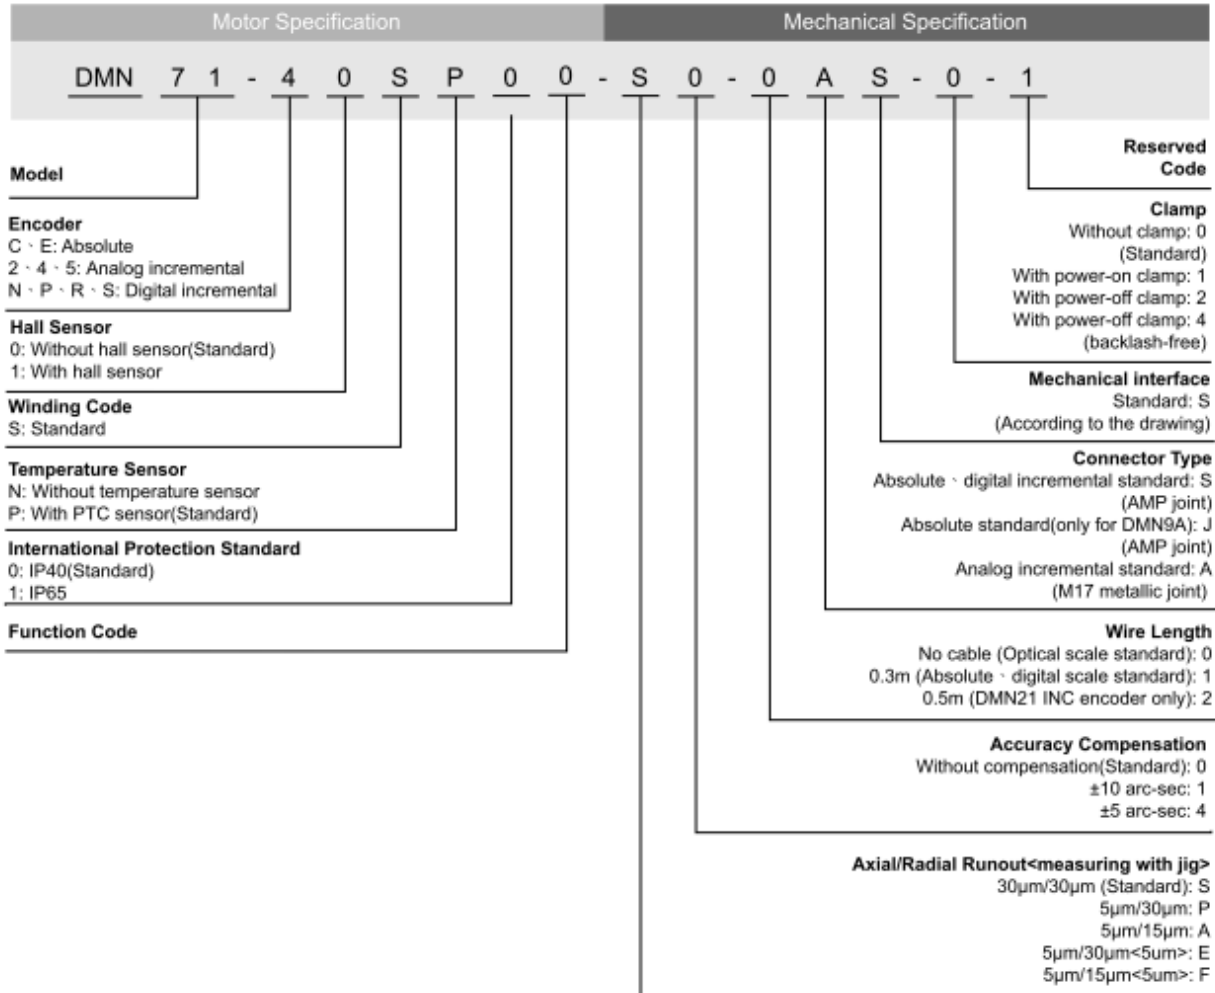 Motor Specification
Mechanical Specification
DMN 7 1 - 4 0 S P 0 0 - S 0 - 0 A S - 0 - 1
Model
Encoder
C、E: Absolute
2、4、5: Analog incremental
N、P、R、S: Digital incremental
Hall Sensor
0: Without hall sensor(Standard)
1: With hall sensor
Winding Code
S: Standard
Temperature Sensor
N: Without temperature sensor
P: With PTC sensor(Standard)
International Protection Standard
0: IP40(Standard)
1: IP65
Function Code
Reserved
Code
Clamp
Without clamp: 0
(Standard)
With power-on clamp: 1
With power-off clamp: 2
With power-off clamp: 4
(backlash-free)
Mechanical interface
Standard: S
(According to the drawing)
Connector Type
Absolute、digital incremental standard: S
(AMP joint)
Absolute standard(only for DMN9A): J
(AMP joint)
Analog incremental standard: A
(M17 metallic joint)
Wire Length
No cable (Optical scale standard): 0
0.3m (Absolute、digital scale standard): 1
0.5m (DMN21 INC encoder only): 2
Accuracy Compensation
Without compensation(Standard): 0
±10 arc-sec: 1
±5 arc-sec: 4
Axial/Radial Runout<measuring with jig>
30μm/30μm (Standard): S
5μm/30μm: P
5μm/15μm: A
5μm/30μm<5um>: E
5μm/15μm<5um>: F